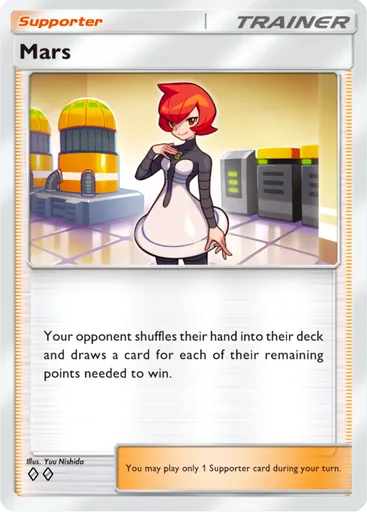 Supporter
TRAINER
Mars
Your opponent shuffles their hand into their deck
and draws a card for each of their remaining
points needed to win.
Illus. Yuu Nishida
You may play only 1 Supporter card during your turn.